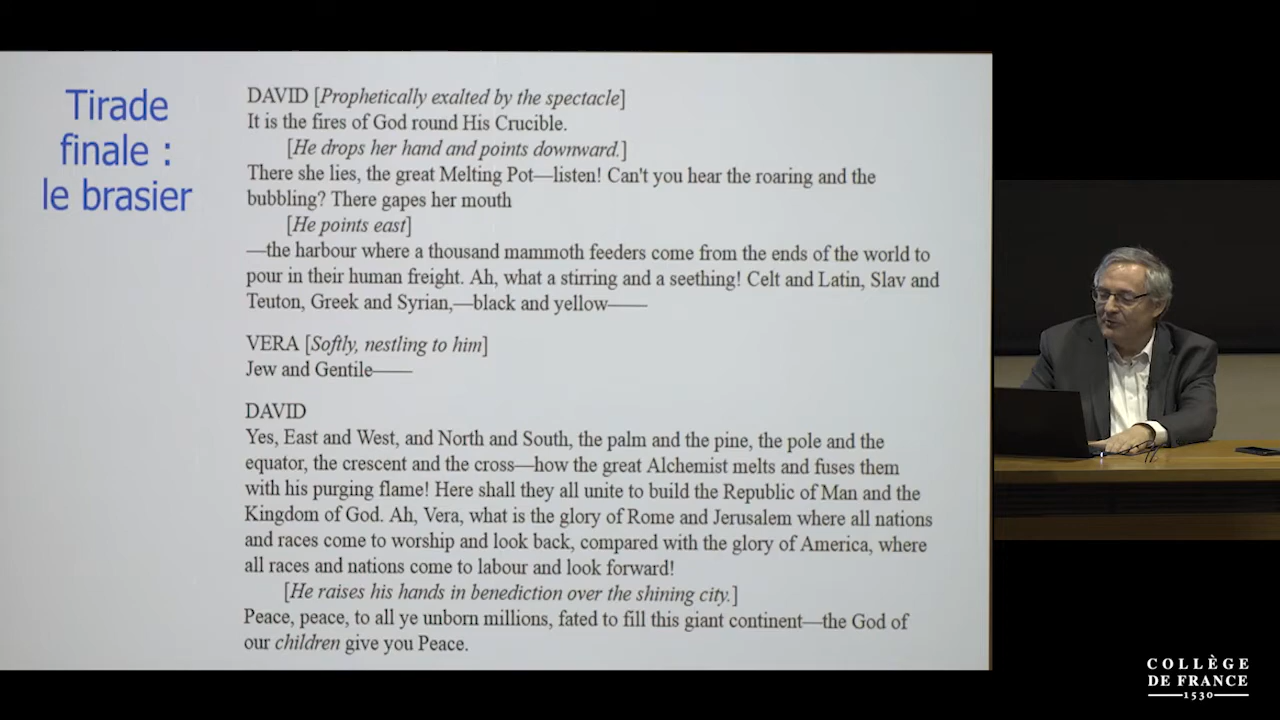 Tirade
finale :
le brasier
DAVID [Prophetically exalted by the spectacle]
It is the fires of God round His Crucible.
[He drops her hand and points downward.]
There she lies, the great Melting Pot—listen! Can't you hear the roaring and the
bubbling? There gapes her mouth
[He points east]
—the harbour where a thousand mammoth feeders come from the ends of the world to
pour in their human freight. Ah, what a stirring and a seething! Celt and Latin, Slav and
Teuton, Greek and Syrian,—black and yellow——
VERA [Softly, nestling to him]
Jew and Gentile——
DAVID
Yes, East and West, and North and South, the palm and the pine, the pole and the
equator, the crescent and the cross—how the great Alchemist melts and fuses them
with his purging flame! Here shall they all unite to build the Republic of Man and the
Kingdom of God. Ah, Vera, what is the glory of Rome and Jerusalem where all nations
and races come to worship and look back, compared with the glory of America, where
all races and nations come to labour and look forward!
[He raises his hands in benediction over the shining city.]
Peace, peace, to all ye unborn millions, fated to fill this giant continent—the God of
our children give you Peace.
COLLÈGE
DE FRANCE
1530